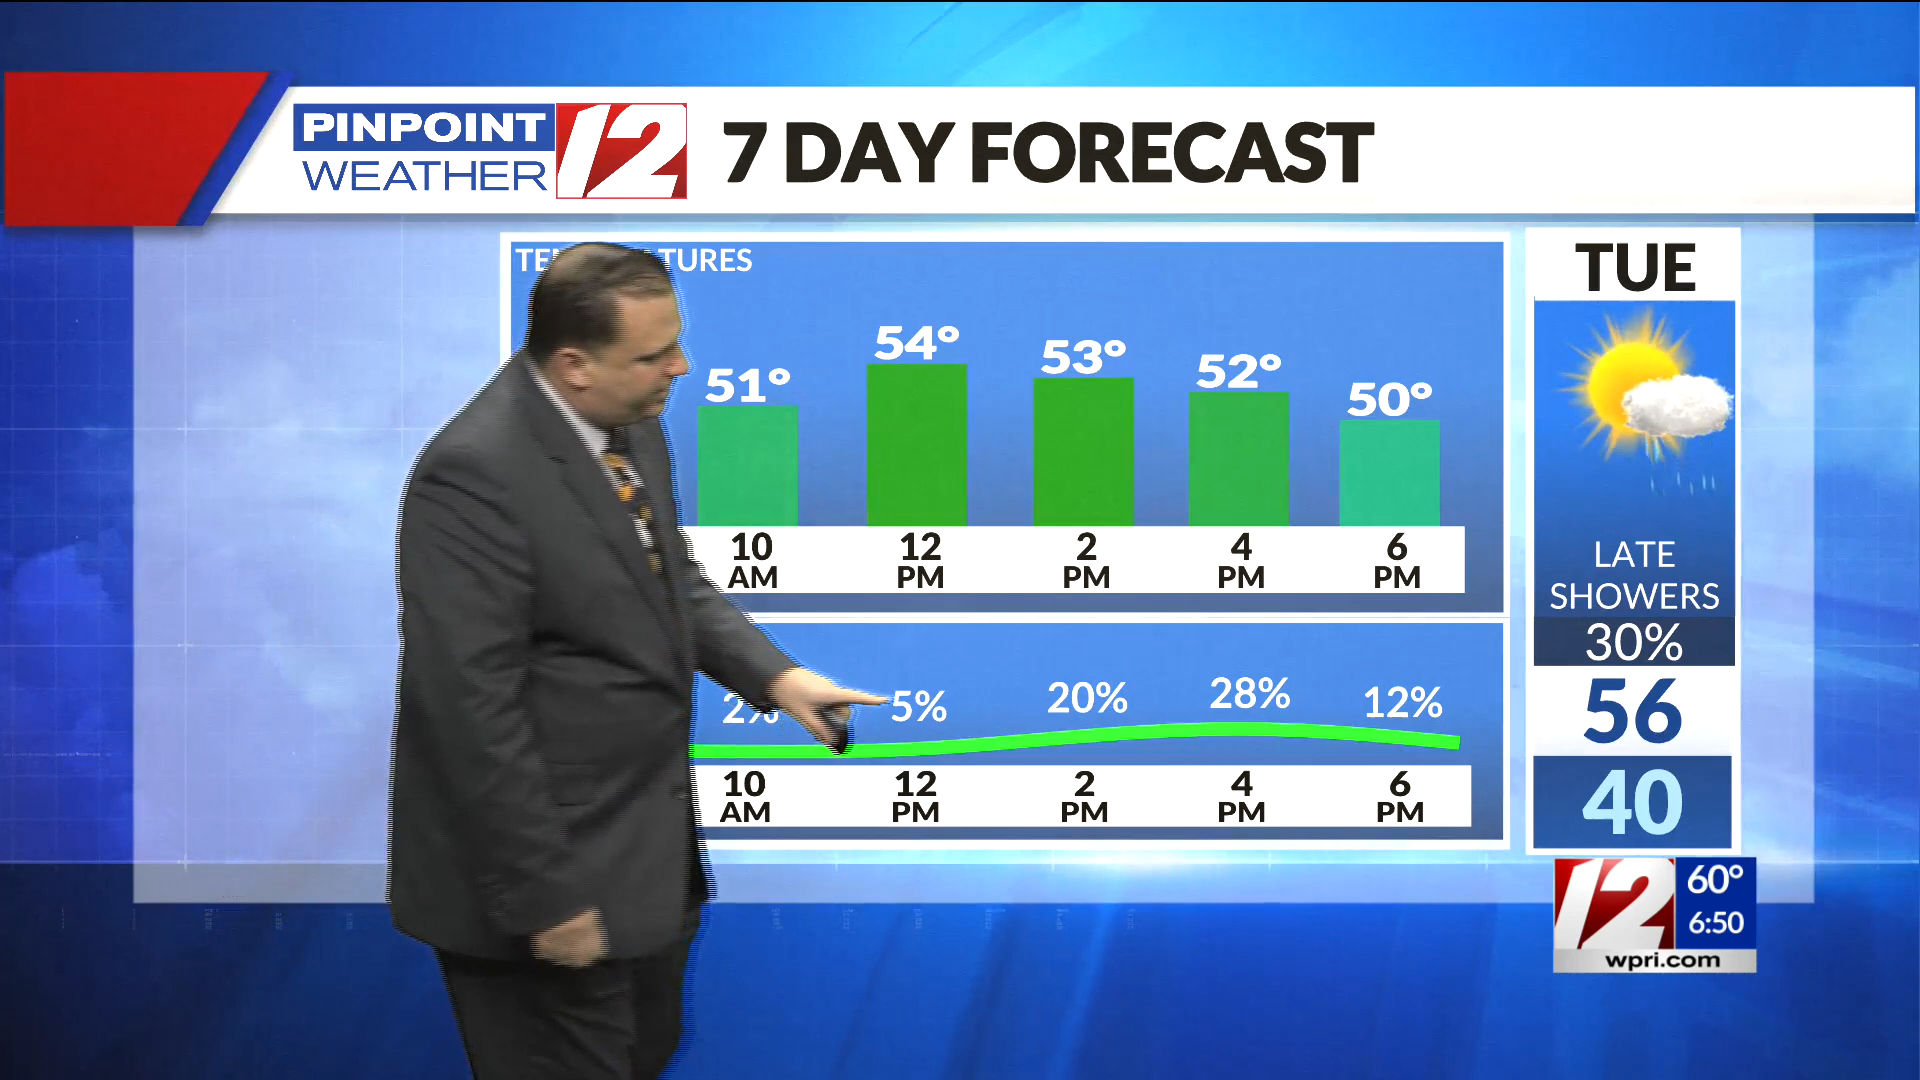 PINPOINT
WEATHER
12
7 DAY FORECAST
TURES
51° 54° 53° 52° 50°
10 12 2 4 6
AM PM PM PM PM
2% 5% 20% 28% 12%
10 12 2 4 6
AM PM PM PM PM
TUE
LATE
SHOWERS
30%
56
40
12
60°
6:50
wpri.com